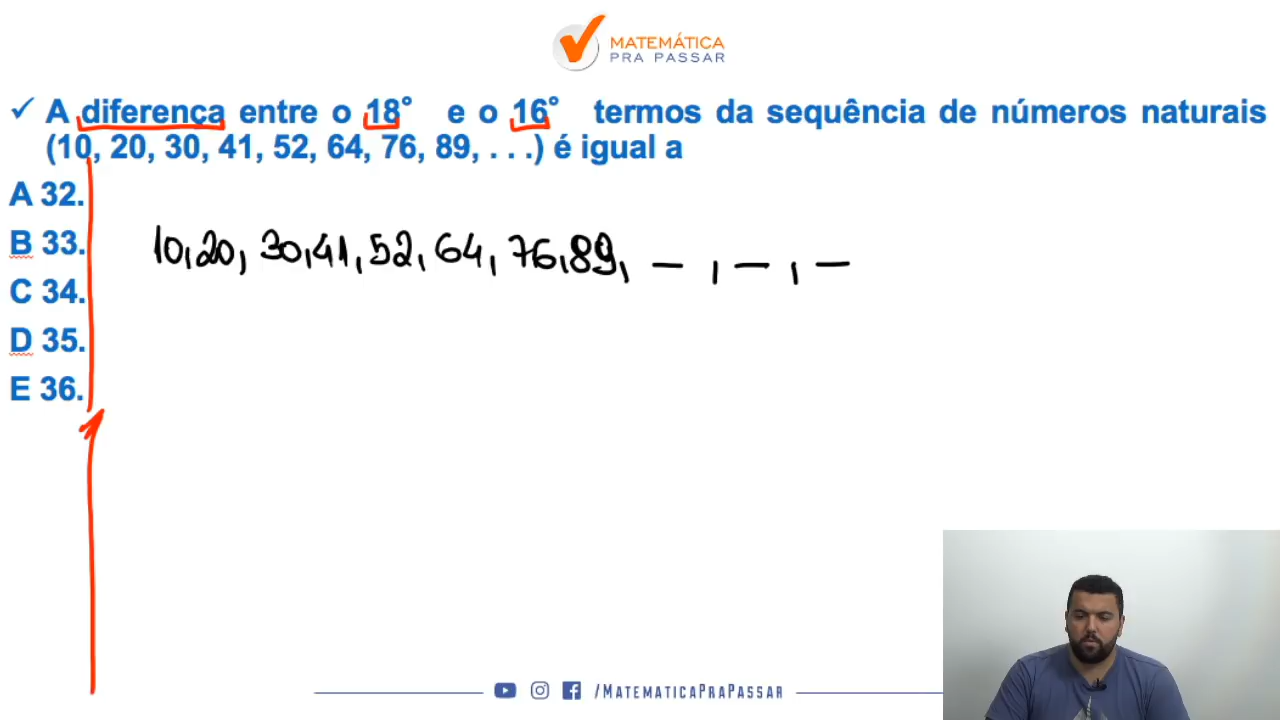 MATEMÁTICA
PRA PASSAR
✓ A diferença entre o 18° e o 16° termos da sequência de números naturais
(10, 20, 30, 41, 52, 64, 76, 89, . . .) é igual a
A 32.
B 33.
C 34.
D 35.
E 36.
10, 20, 30, 41, 52, 64, 76, 89, _ , _ , _
/MATEMATICAPRAPASSAR